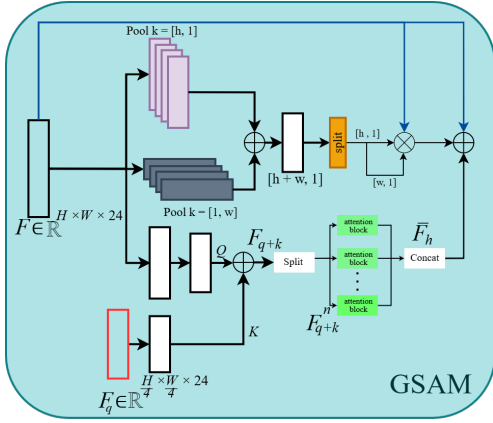 Pool k = [h, 1]
split
[h , 1]
[w, 1]
[h + w, 1]
Pool k = [1, w]
F ∈ ℝ^{H × W × 24}
Q
F_{q+k}
Split
attention
block
attention
block
attention
block
F̅_h
Concat
F^n_{q+k}
K
F_q ∈ ℝ^{H/4 × W/4 × 24}
GSAM